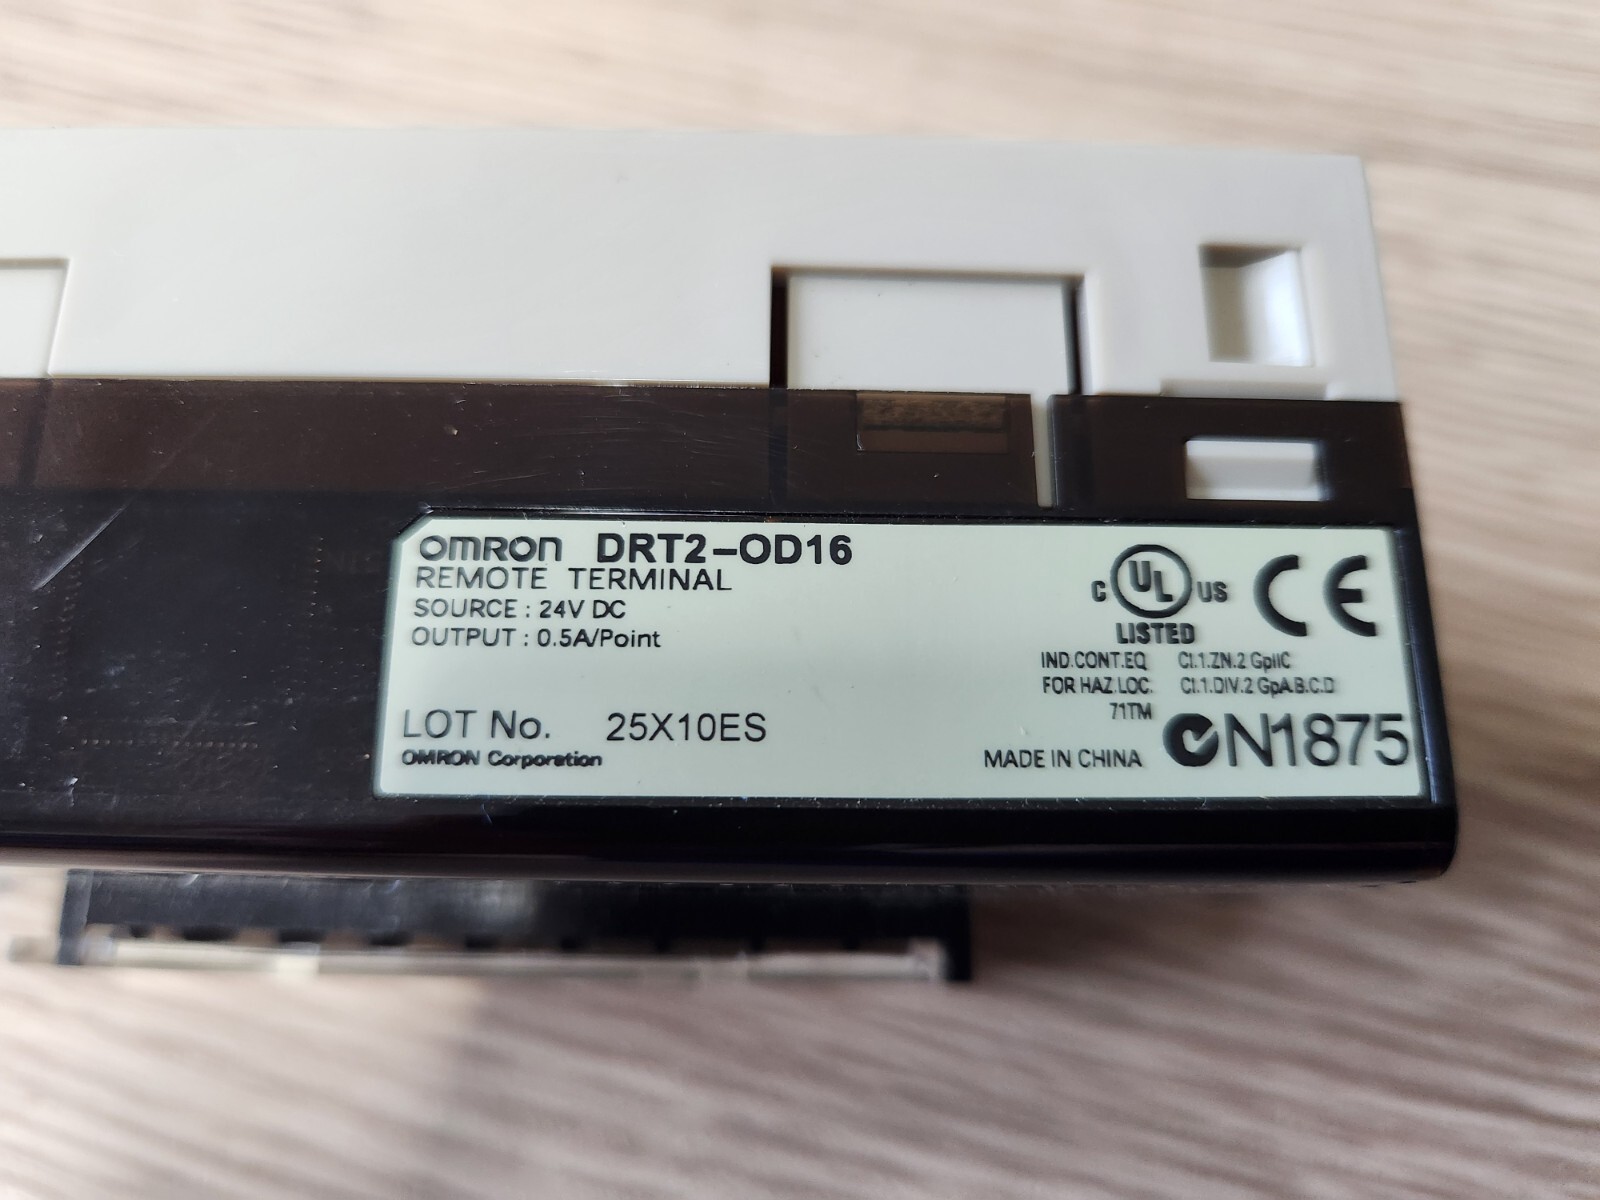 OMRON DRT2-OD16
REMOTE TERMINAL
SOURCE : 24V DC
OUTPUT : 0.5A/Point
C UL US
LISTED
CE
IND.CONT.EQ Cl.1.ZN.2 GpIIC
FOR HAZ.LOC. Cl.1.DIV.2 GpA.B.C.D
71TM
LOT No. 25X10ES
N1875
OMRON Corporation
MADE IN CHINA